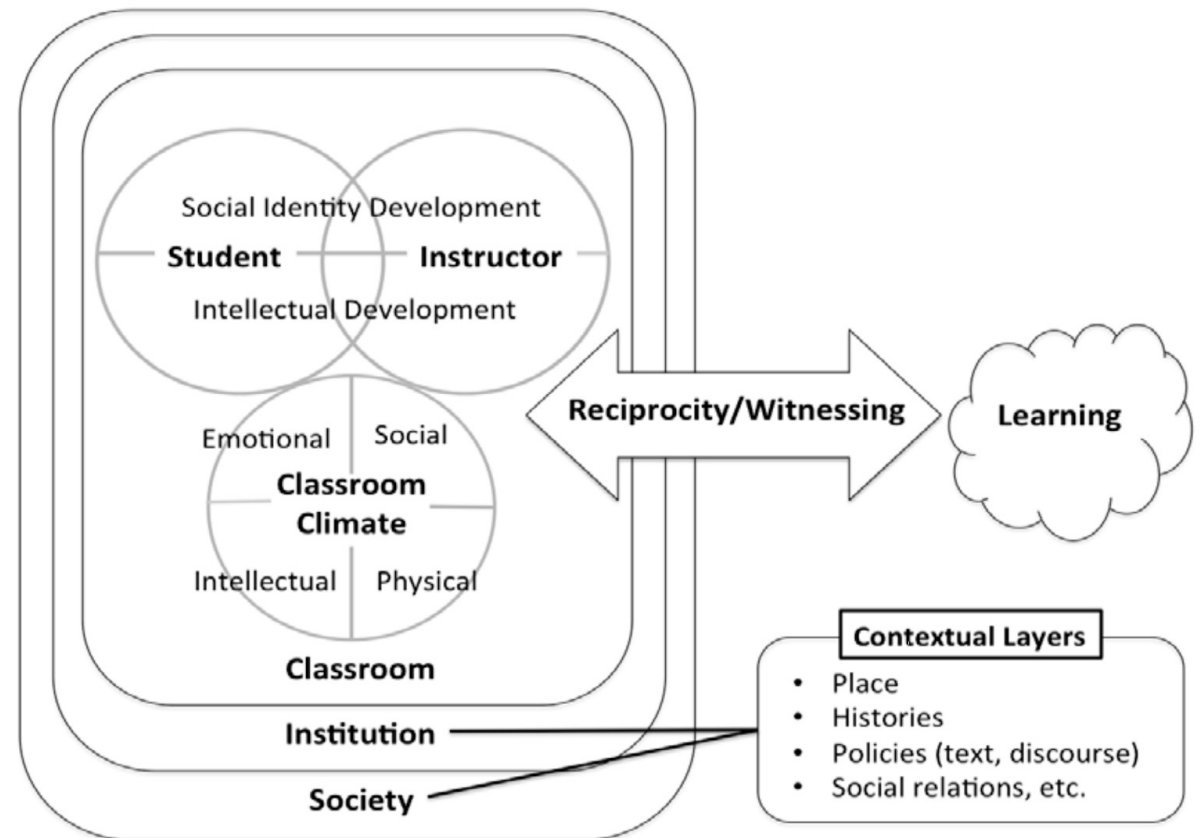 Social Identity Development
Student
Instructor
Intellectual Development
Reciprocity/Witnessing
Learning
Emotional
Social
Classroom
Climate
Intellectual
Physical
Classroom
Institution
Society
Contextual Layers
• Place
• Histories
• Policies (text, discourse)
• Social relations, etc.